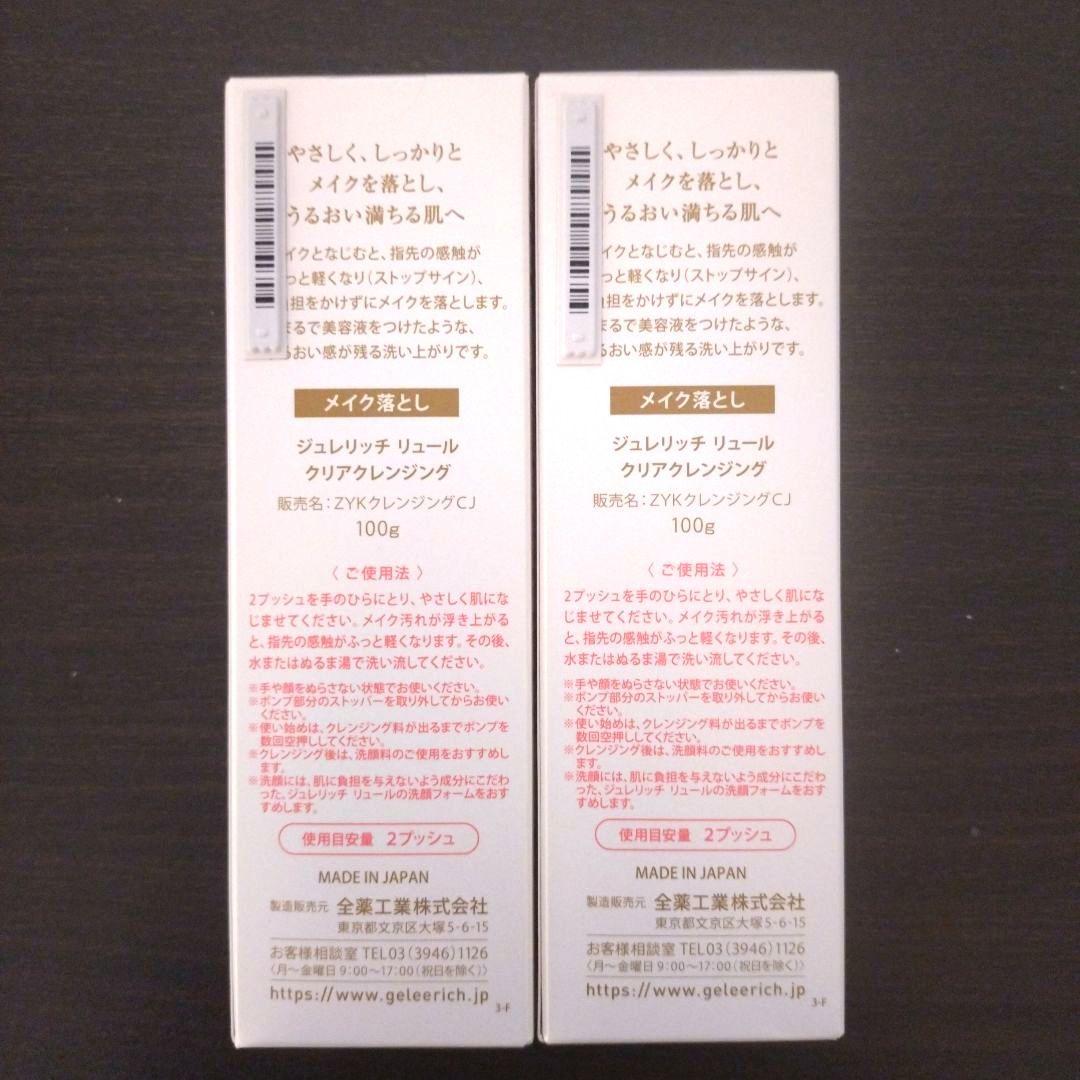 やさしく、しっかりと
メイクを落とし、
うるおい満ちる肌へ
イクとなじむと、指先の感触が
っと軽くなり（ストップサイン）、
負担をかけずにメイクを落とします。
まるで美容液をつけたような、
るおい感が残る洗い上がりです。
メイク落とし
ジュレリッチ リュール
クリアクレンジング
販売名：ZYKクレンジングCJ
100g
〈 ご使用法 〉
2プッシュを手のひらにとり、やさしく肌にな
じませてください。メイク汚れが浮き上がる
と、指先の感触がふっと軽くなります。その後、
水またはぬるま湯で洗い流してください。
※手や顔をぬらさない状態でお使いください。
※ポンプ部分のストッパーを取り外してからお使い
ください。
※使い始めは、クレンジング料が出るまでポンプを
数回空押ししてください。
※クレンジング後は、洗顔料のご使用をおすすめし
ます。
※洗顔には、肌に負担を与えないよう成分にこだわ
った、ジュレリッチ リュールの洗顔フォームをおす
すめします。
使用目安量 2プッシュ
MADE IN JAPAN
製造販売元 全薬工業株式会社
東京都文京区大塚5-6-15
お客様相談室 TEL03（3946）1126
〈月〜金曜日 9：00〜17：00（祝日を除く）〉
https://www.geleerich.jp
3-F
やさしく、しっかりと
メイクを落とし、
うるおい満ちる肌へ
イクとなじむと、指先の感触が
っと軽くなり（ストップサイン）、
負担をかけずにメイクを落とします。
まるで美容液をつけたような、
るおい感が残る洗い上がりです。
メイク落とし
ジュレリッチ リュール
クリアクレンジング
販売名：ZYKクレンジングCJ
100g
〈 ご使用法 〉
2プッシュを手のひらにとり、やさしく肌にな
じませてください。メイク汚れが浮き上がる
と、指先の感触がふっと軽くなります。その後、
水またはぬるま湯で洗い流してください。
※手や顔をぬらさない状態でお使いください。
※ポンプ部分のストッパーを取り外してからお使い
ください。
※使い始めは、クレンジング料が出るまでポンプを
数回空押ししてください。
※クレンジング後は、洗顔料のご使用をおすすめし
ます。
※洗顔には、肌に負担を与えないよう成分にこだわ
った、ジュレリッチ リュールの洗顔フォームをおす
すめします。
使用目安量 2プッシュ
MADE IN JAPAN
製造販売元 全薬工業株式会社
東京都文京区大塚5-6-15
お客様相談室 TEL03（3946）1126
〈月〜金曜日 9：00〜17：00（祝日を除く）〉
https://www.geleerich.jp
3-F